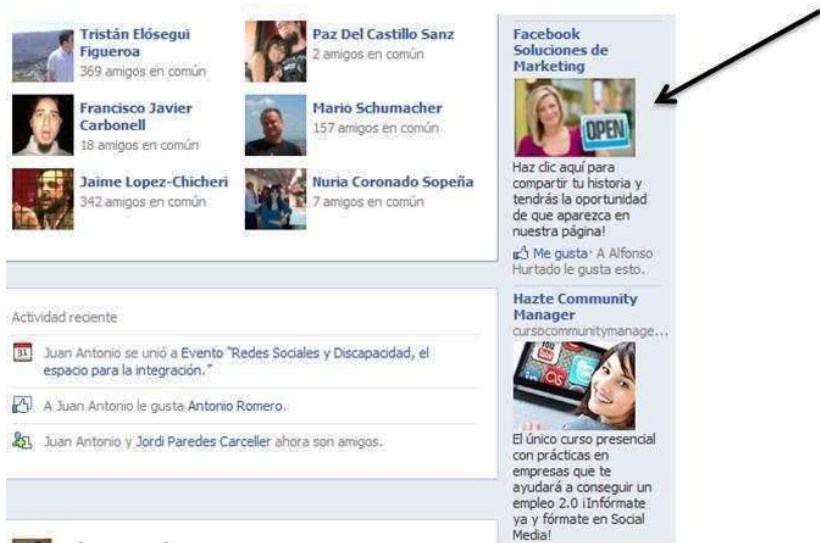 Tristán Elósegui
Figueroa
369 amigos en común
Paz Del Castillo Sanz
2 amigos en común
Francisco Javier
Carbonell
18 amigos en común
Mario Schumacher
157 amigos en común
Jaime Lopez-Chicheri
342 amigos en común
Nuria Coronado Sopeña
7 amigos en común
Actividad reciente
31
Juan Antonio se unió a Evento "Redes Sociales y Discapacidad, el
espacio para la integración."
A Juan Antonio le gusta Antonio Romero.
Juan Antonio y Jordi Paredes Carceller ahora son amigos.
Facebook
Soluciones de
Marketing
OPEN
Haz clic aquí para
compartir tu historia y
tendrás la oportunidad
de que aparezca en
nuestra página!
Me gusta · A Alfonso
Hurtado le gusta esto.
Hazte Community
Manager
cursocommunitymanage...
You
in
El único curso presencial
con prácticas en
empresas que te
ayudará a conseguir un
empleo 2.0 ¡Infórmate
ya y fórmate en Social
Media!